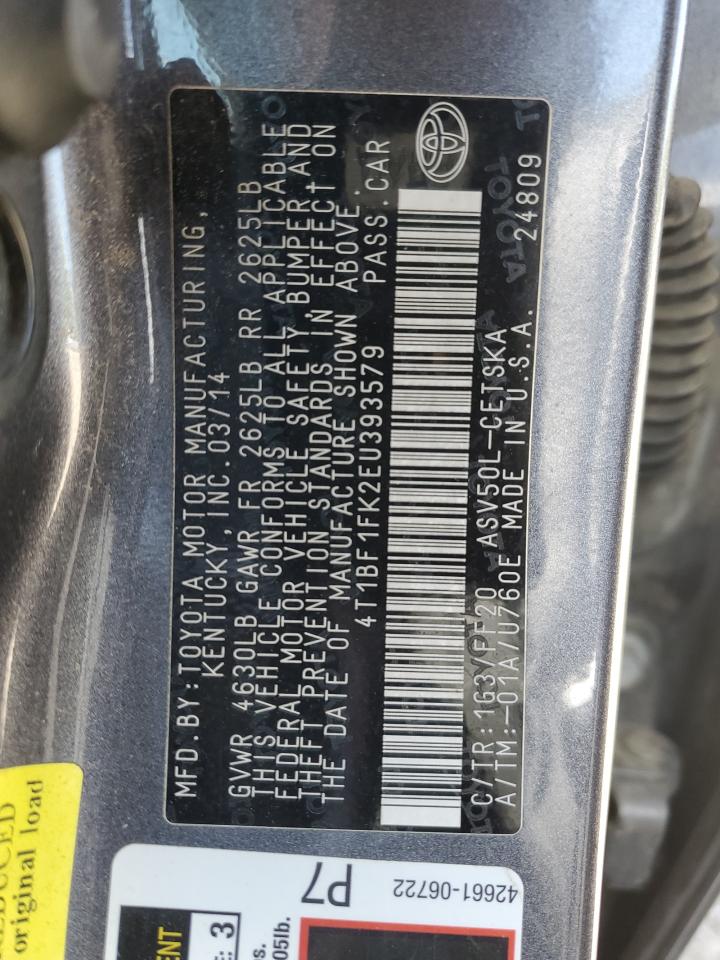 MFD.BY:TOYOTA MOTOR MANUFACTURING,
KENTUCKY, INC.03/14
GVWR 4630LB GAWR FR 2625LB RR 2625LB
THIS VEHICLE CONFORMS TO ALL APPLICABLE
FEDERAL MOTOR VEHICLE SAFETY, BUMPER,AND
THEFT PREVENTION STANDARDS IN EFFECT ON
THE DATE OF MANUFACTURE SHOWN ABOVE.
4T1BF1FK2EU393579 PASS.CAR
C/TR:1G3/FF20 ASV50L-CETSKA
A/TM:-01A/U760E MADE IN U.S.A. 24809
TOYOTA
original load
P7
42661-06722
3
05lb.